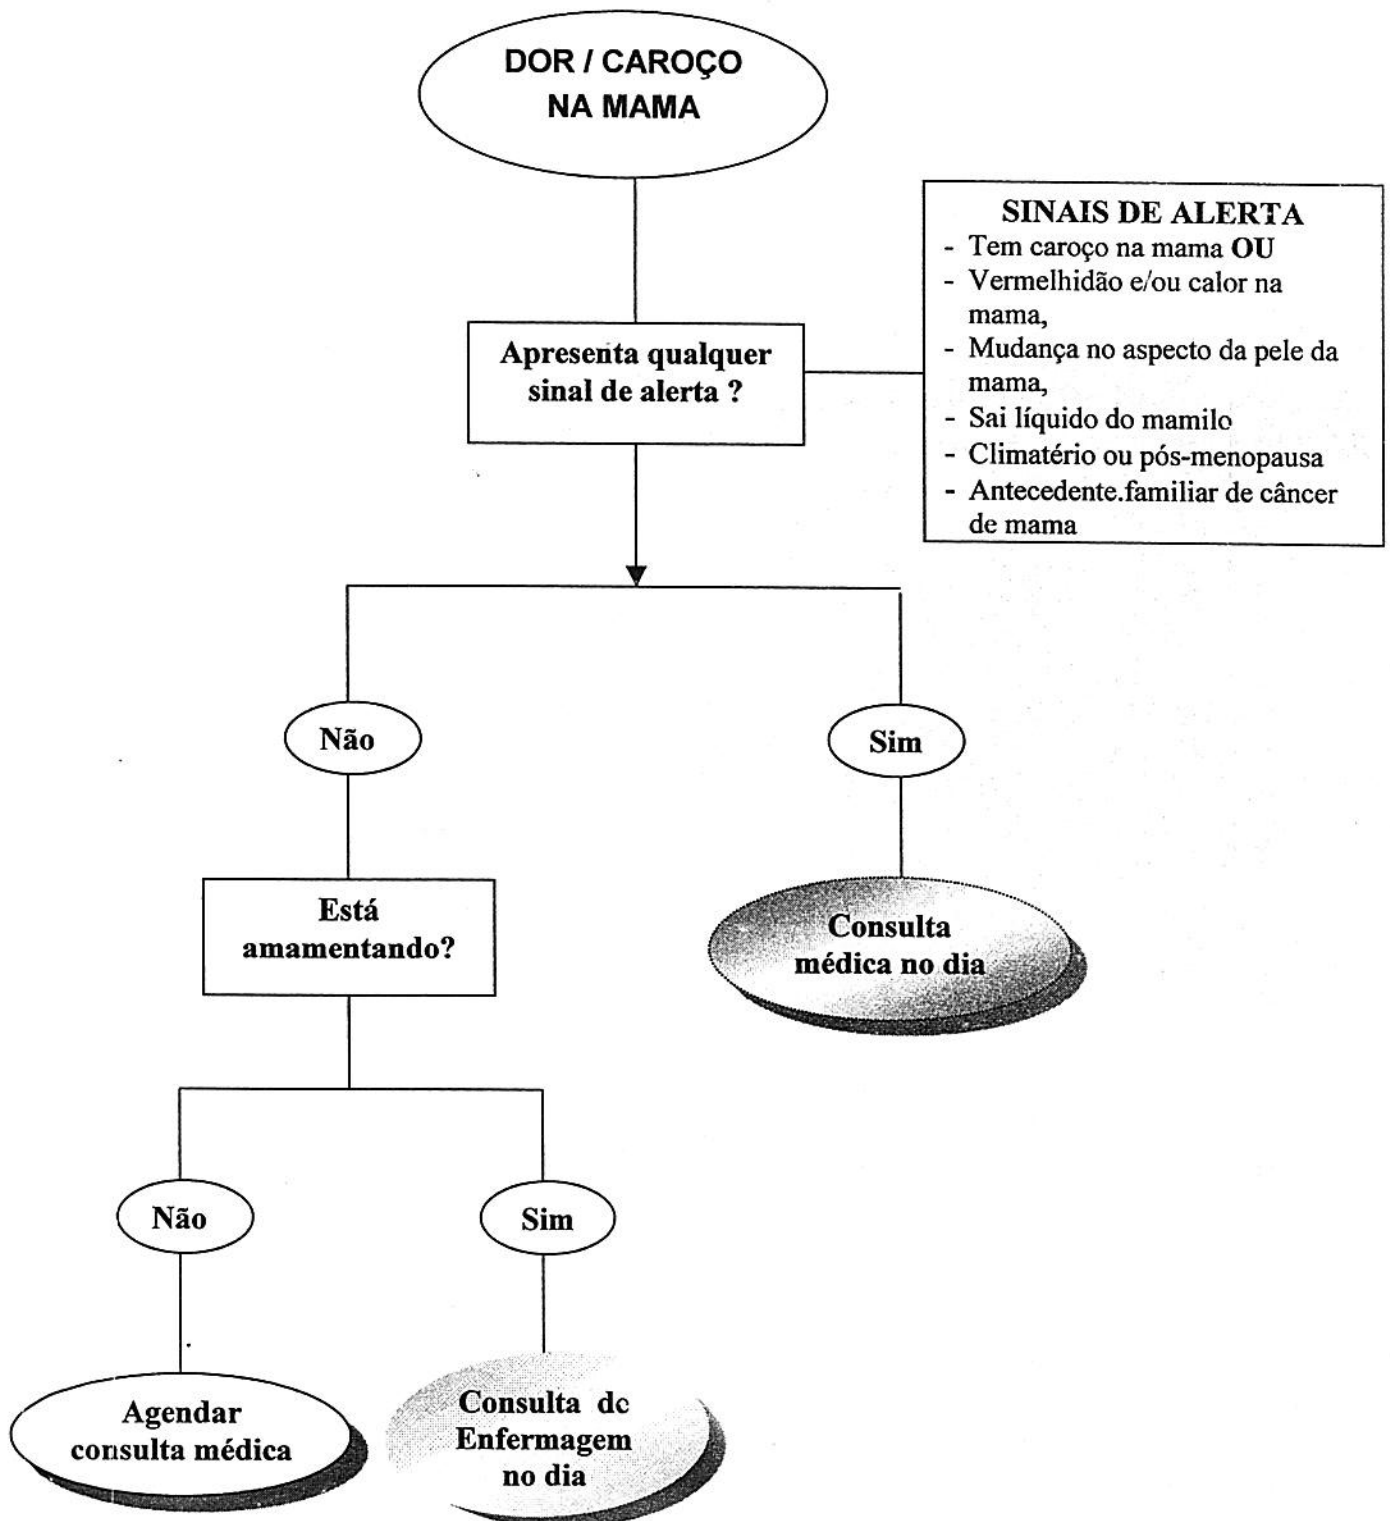 DOR / CAROÇO
NA MAMA
SINAIS DE ALERTA
- Tem caroço na mama OU
- Vermelhidão e/ou calor na
mama,
- Mudança no aspecto da pele da
mama,
- Sai líquido do mamilo
- Climatério ou pós-menopausa
- Antecedente.familiar de câncer
de mama
Apresenta qualquer
sinal de alerta ?
Não
Sim
Está
amamentando?
Consulta
médica no dia
Não
Sim
Agendar
consulta médica
Consulta de
Enfermagem
no dia